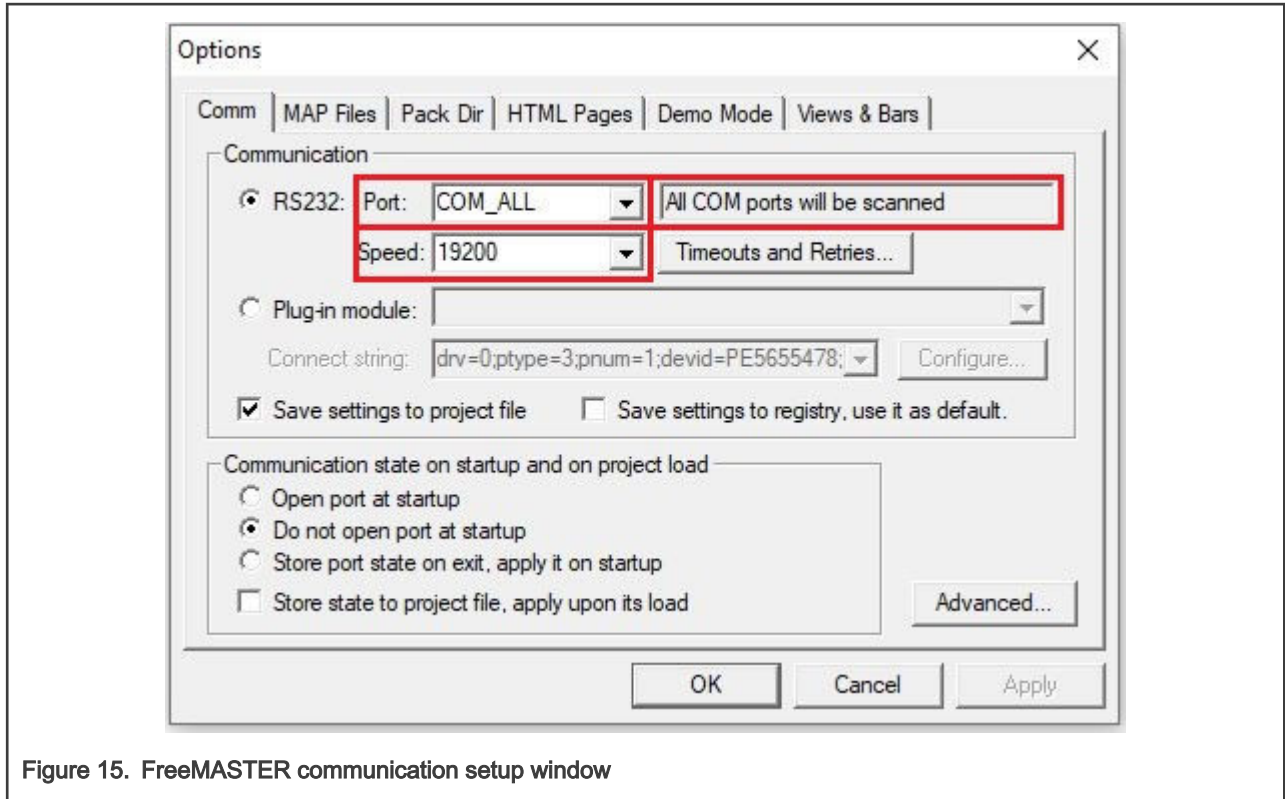 Options
Comm MAP Files Pack Dir HTML Pages Demo Mode Views & Bars
Communication
RS232: Port: COM_ALL All COM ports will be scanned
Speed: 19200 Timeouts and Retries...
Plug-in module:
Connect string: drv=0;ptype=3;pnum=1;devid=PE5655478; Configure...
Save settings to project file Save settings to registry, use it as default.
Communication state on startup and on project load
Open port at startup
Do not open port at startup
Store port state on exit, apply it on startup
Store state to project file, apply upon its load Advanced...
OK Cancel Apply
Figure 15. FreeMASTER communication setup window